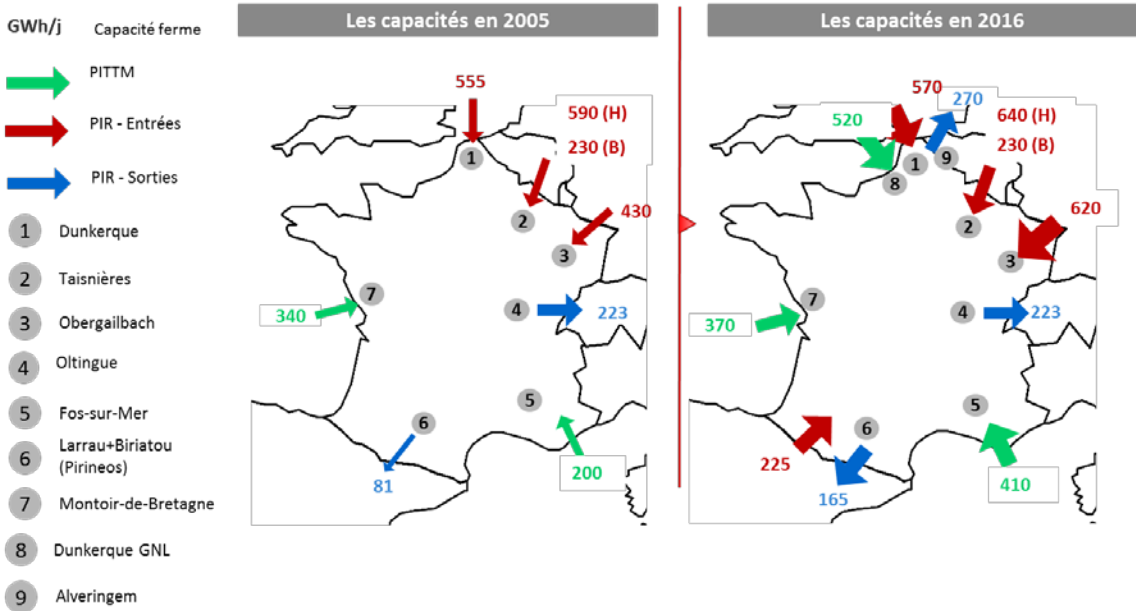 GWh/j Capacité ferme
PITTM
PIR - Entrées
PIR - Sorties
1 Dunkerque
2 Taisnières
3 Obergailbach
4 Oltingue
5 Fos-sur-Mer
6 Larrau+Biriatou
(Pirineos)
7 Montoir-de-Bretagne
8 Dunkerque GNL
9 Alveringem
Les capacités en 2005
555
590 (H)
230 (B)
1
430
2
3
7
340
4
223
5
6
81
200
Les capacités en 2016
570
270
640 (H)
520
230 (B)
1
9
8
620
2
3
7
370
4
223
5
6
225
165
410